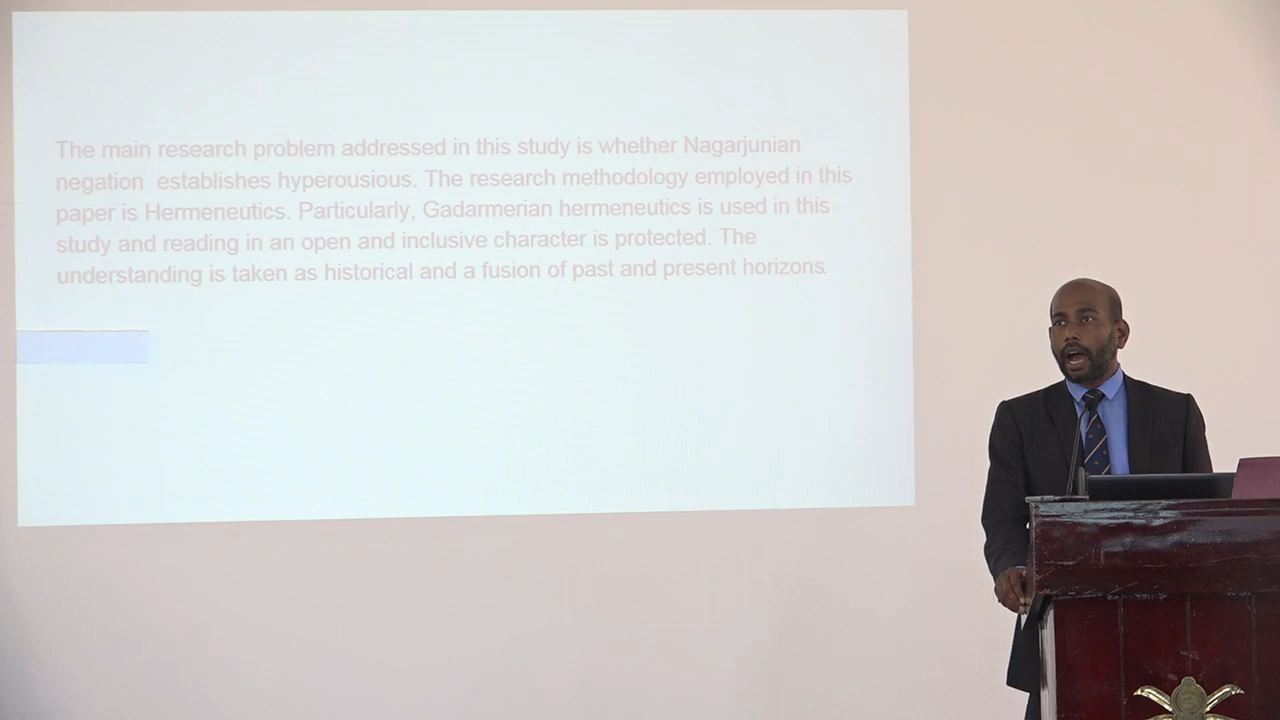 The main research problem addressed in this study is whether Nagarjunian
negation establishes hyperousious. The research methodology employed in this
paper is Hermeneutics. Particularly, Gadarmerian hermeneutics is used in this
study and reading in an open and inclusive character is protected. The
understanding is taken as historical and a fusion of past and present horizons.